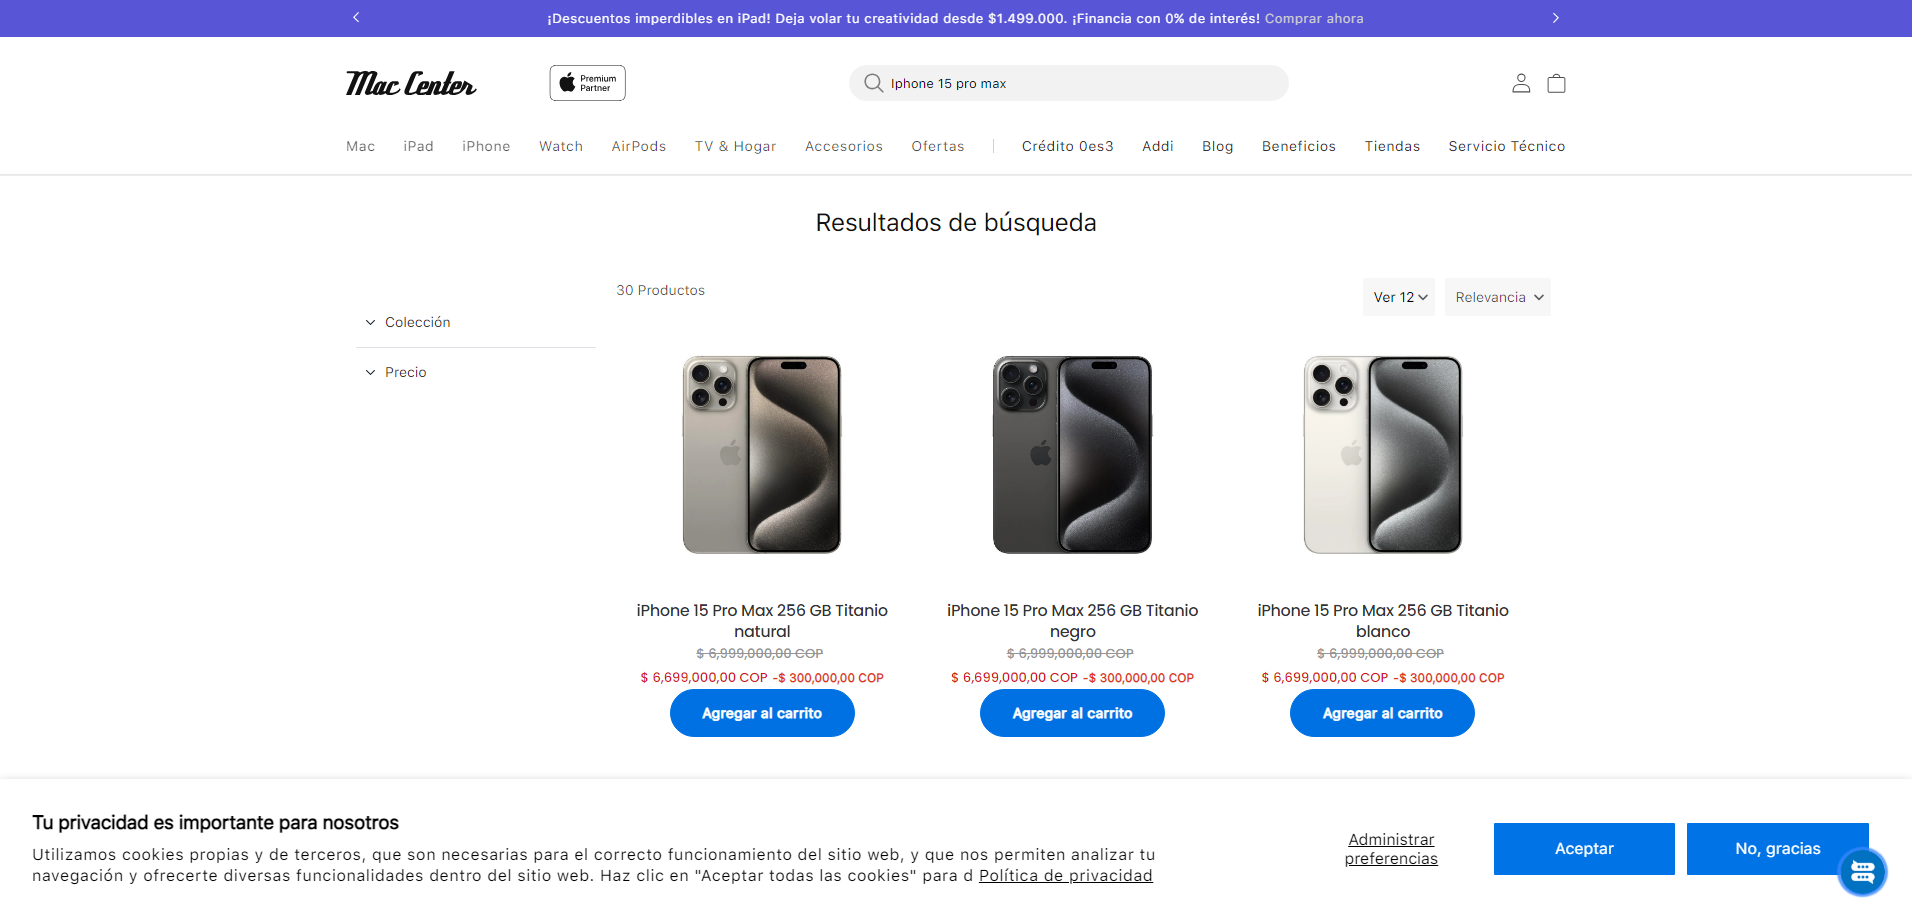 ¡Descuentos imperdibles en iPad! Deja volar tu creatividad desde $1.499.000. ¡Financia con 0% de interés! Comprar ahora
Mac Center
Premium
Partner
Iphone 15 pro max
Mac iPad iPhone Watch AirPods TV & Hogar Accesorios Ofertas Crédito 0es3 Addi Blog Beneficios Tiendas Servicio Técnico
Resultados de búsqueda
30 Productos
Ver 12
Relevancia
Colección
Precio
iPhone 15 Pro Max 256 GB Titanio
natural
$ 6,999,000,00 COP
$ 6,699,000,00 COP -$ 300,000,00 COP
Agregar al carrito
iPhone 15 Pro Max 256 GB Titanio
negro
$ 6,999,000,00 COP
$ 6,699,000,00 COP -$ 300,000,00 COP
Agregar al carrito
iPhone 15 Pro Max 256 GB Titanio
blanco
$ 6,999,000,00 COP
$ 6,699,000,00 COP -$ 300,000,00 COP
Agregar al carrito
Tu privacidad es importante para nosotros
Utilizamos cookies propias y de terceros, que son necesarias para el correcto funcionamiento del sitio web, y que nos permiten analizar tu
navegación y ofrecerte diversas funcionalidades dentro del sitio web. Haz clic en "Aceptar todas las cookies" para d Política de privacidad
Administrar
preferencias
Aceptar
No, gracias